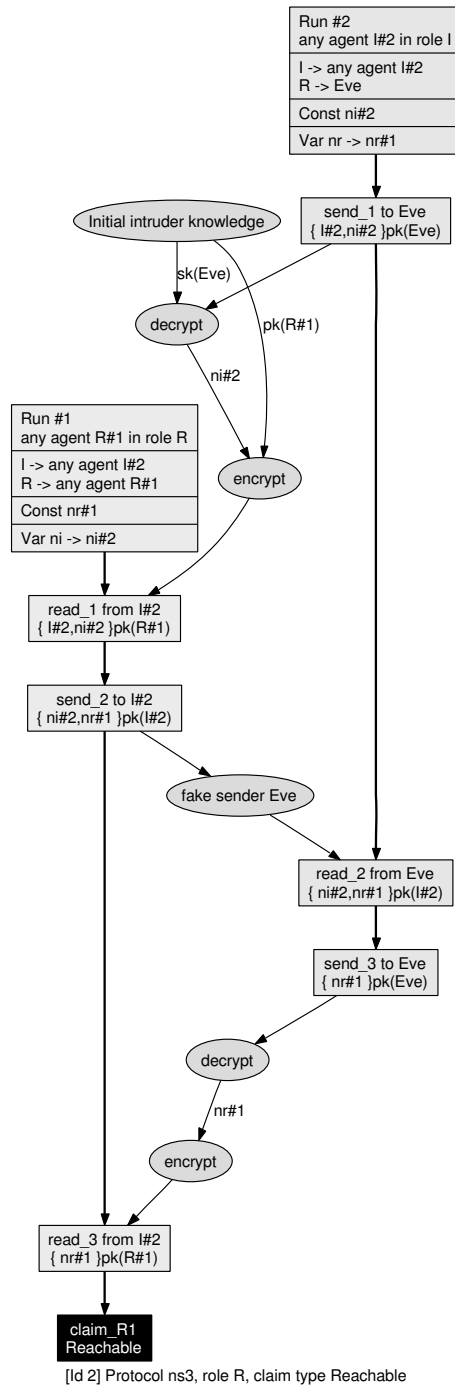 Run #2
any agent I#2 in role I
I -> any agent I#2
R -> Eve
Const ni#2
Var nr -> nr#1
send_1 to Eve
{ I#2,ni#2 }pk(Eve)
Initial intruder knowledge
sk(Eve)
decrypt
pk(R#1)
ni#2
Run #1
any agent R#1 in role R
I -> any agent I#2
R -> any agent R#1
Const nr#1
Var ni -> ni#2
encrypt
read_1 from I#2
{ I#2,ni#2 }pk(R#1)
send_2 to I#2
{ ni#2,nr#1 }pk(I#2)
fake sender Eve
read_2 from Eve
{ ni#2,nr#1 }pk(I#2)
send_3 to Eve
{ nr#1 }pk(Eve)
decrypt
nr#1
encrypt
read_3 from I#2
{ nr#1 }pk(R#1)
claim_R1
Reachable
[Id 2] Protocol ns3, role R, claim type Reachable